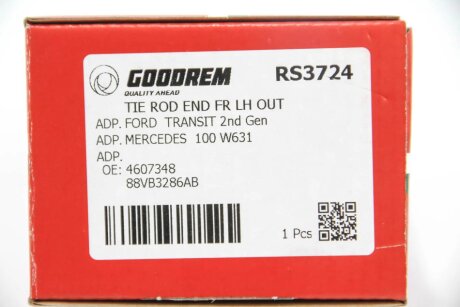 GOODREM
QUALITY AHEAD
RS3724
TIE ROD END FR LH OUT
ADP. FORD TRANSIT 2nd Gen
ADP. MERCEDES 100 W631
ADP.
OE: 4607348
88VB3286AB
1 Pcs